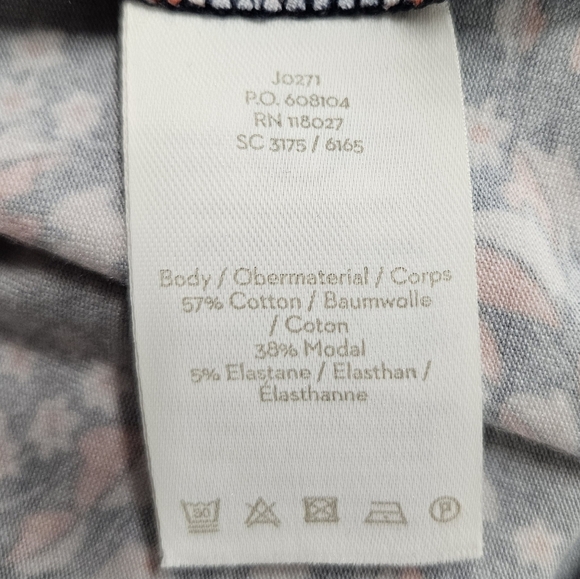 J0271
P.O. 608104
RN 118027
SC 3175 / 6165
Body / Obermaterial / Corps
57% Cotton / Baumwolle
/ Coton
38% Modal
5% Elastane / Elasthan /
Élasthanne
30
P